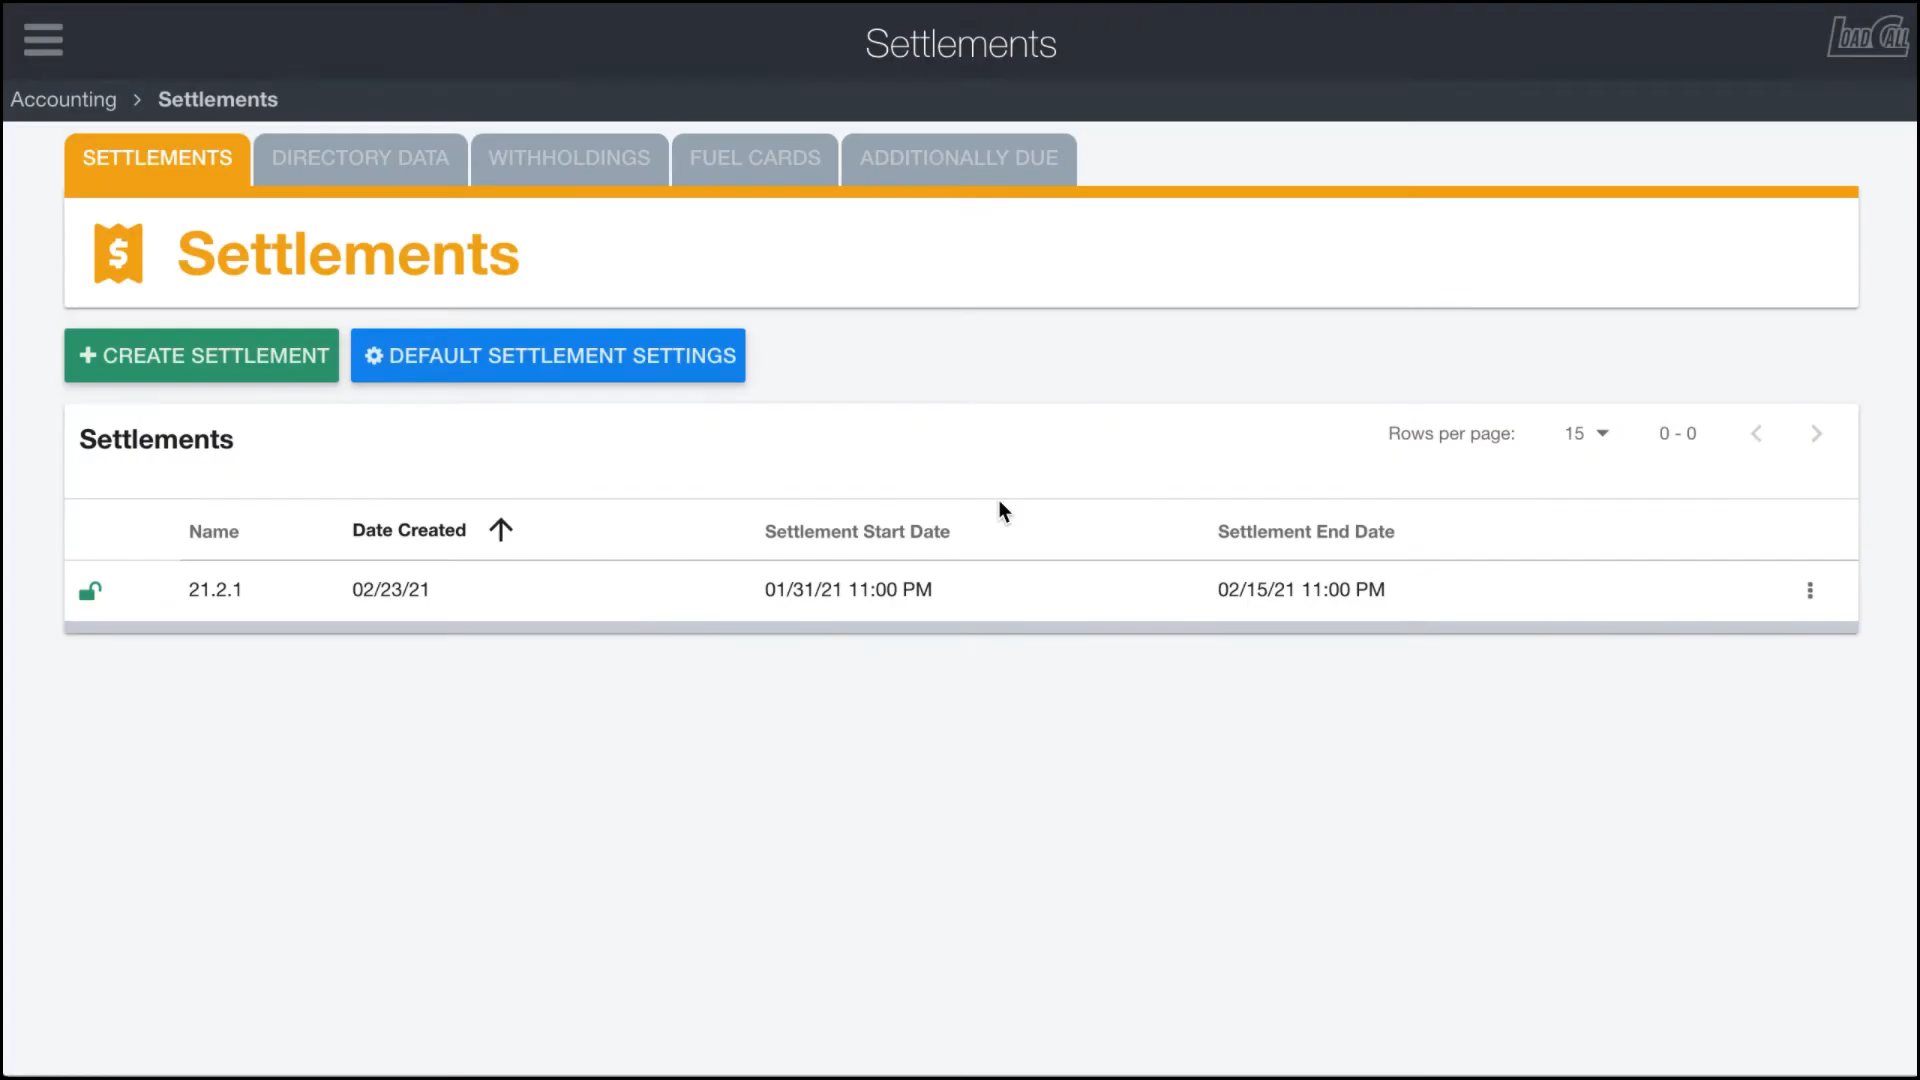 Settlements
LOAD CALL
Accounting > Settlements
SETTLEMENTS DIRECTORY DATA WITHHOLDINGS FUEL CARDS ADDITIONALLY DUE
$ Settlements
+ CREATE SETTLEMENT DEFAULT SETTLEMENT SETTINGS
Settlements Rows per page: 15 0 - 0
Name Date Created Settlement Start Date Settlement End Date
21.2.1 02/23/21 01/31/21 11:00 PM 02/15/21 11:00 PM